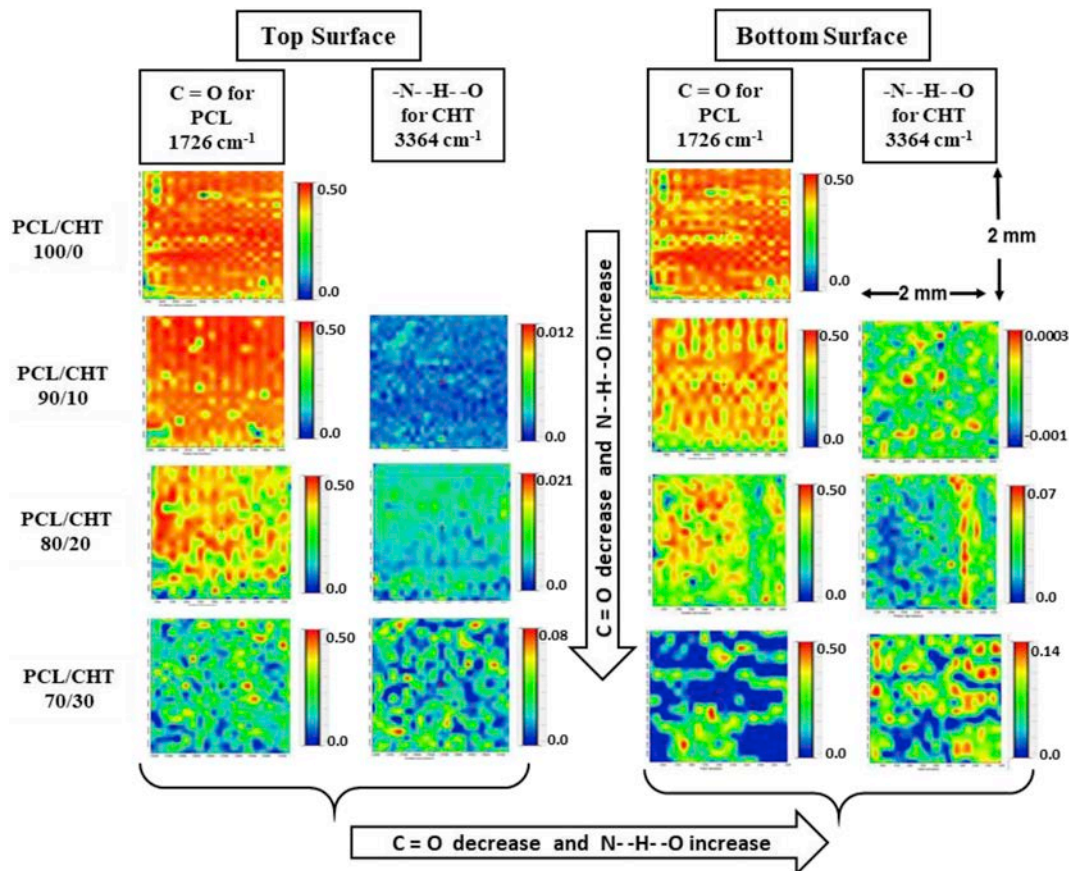 Top Surface
Bottom Surface
C = O for
PCL
1726 cm⁻¹
-N- -H- -O
for CHT
3364 cm⁻¹
C = O for
PCL
1726 cm⁻¹
-N- -H- -O
for CHT
3364 cm⁻¹
PCL/CHT
100/0
0.50
0.0
0.50
0.0
2 mm
2 mm
PCL/CHT
90/10
0.50
0.0
0.012
0.0
0.50
0.0
0.0003
-0.001
PCL/CHT
80/20
0.50
0.0
0.021
0.0
0.50
0.0
0.07
0.0
PCL/CHT
70/30
0.50
0.0
0.08
0.0
0.50
0.0
0.14
0.0
C = O decrease and N- -H- -O increase
C = O decrease and N- -H- -O increase